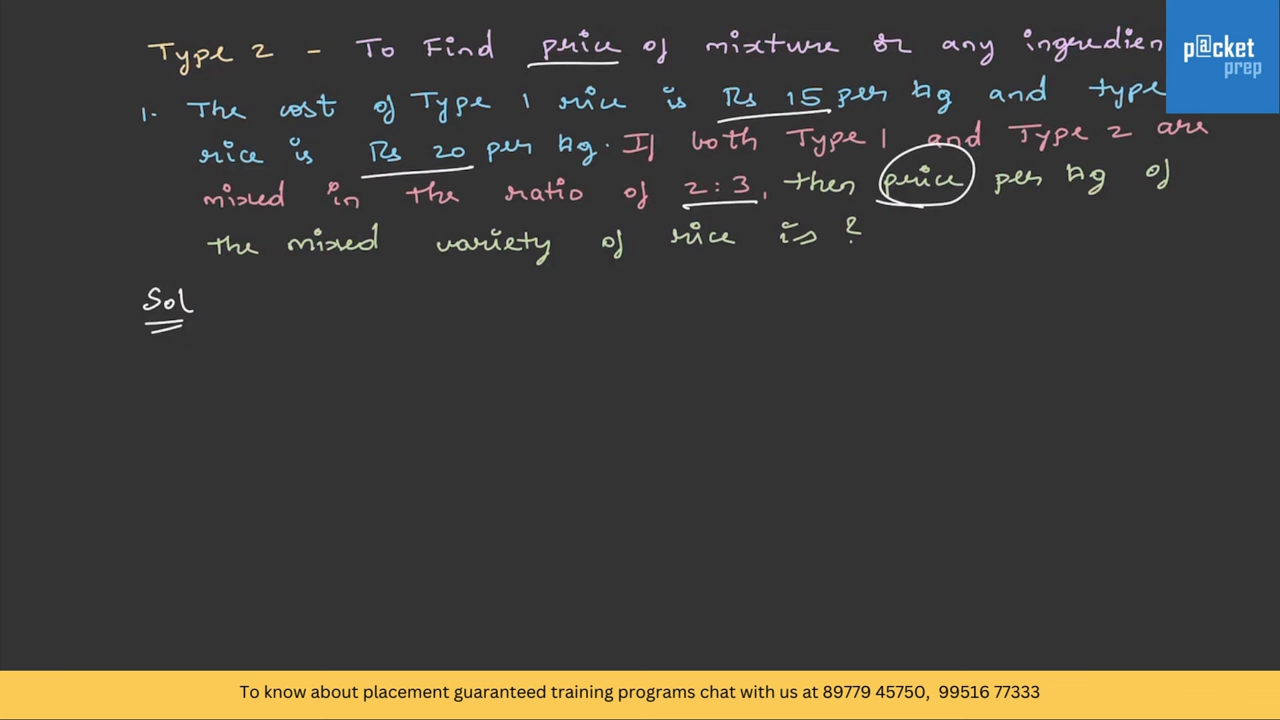 Type 2 - To Find price of mixture or any ingredien
p@cket
prep
1. The cost of Type 1 rice is Rs 15 per kg and type
rice is Rs 20 per kg. If both Type 1 and Type 2 are
mixed in the ratio of 2:3, then price per kg of
the mixed variety of rice is ?
Sol
To know about placement guaranteed training programs chat with us at 89779 45750, 99516 77333